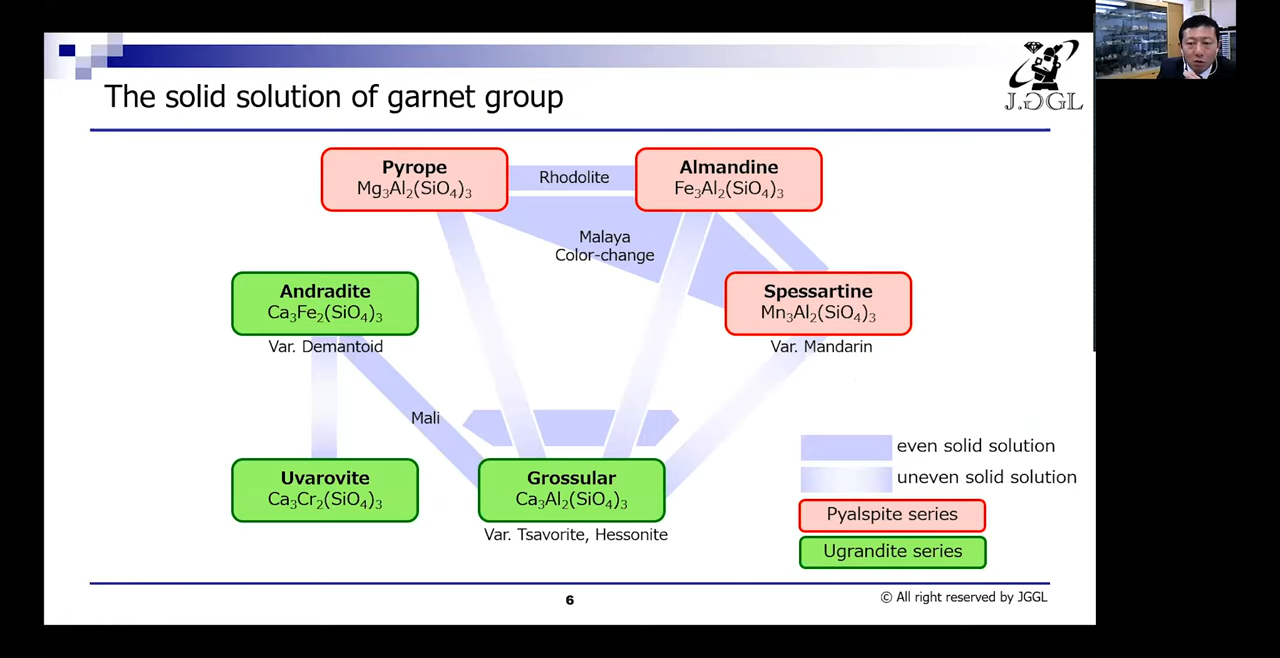 The solid solution of garnet group
J.GGL
Pyrope
Mg₃Al₂(SiO₄)₃
Rhodolite
Almandine
Fe₃Al₂(SiO₄)₃
Malaya
Color-change
Andradite
Ca₃Fe₂(SiO₄)₃
Var. Demantoid
Spessartine
Mn₃Al₂(SiO₄)₃
Var. Mandarin
Mali
Uvarovite
Ca₃Cr₂(SiO₄)₃
Grossular
Ca₃Al₂(SiO₄)₃
Var. Tsavorite, Hessonite
even solid solution
uneven solid solution
Pyalspite series
Ugrandite series
6
© All right reserved by JGGL